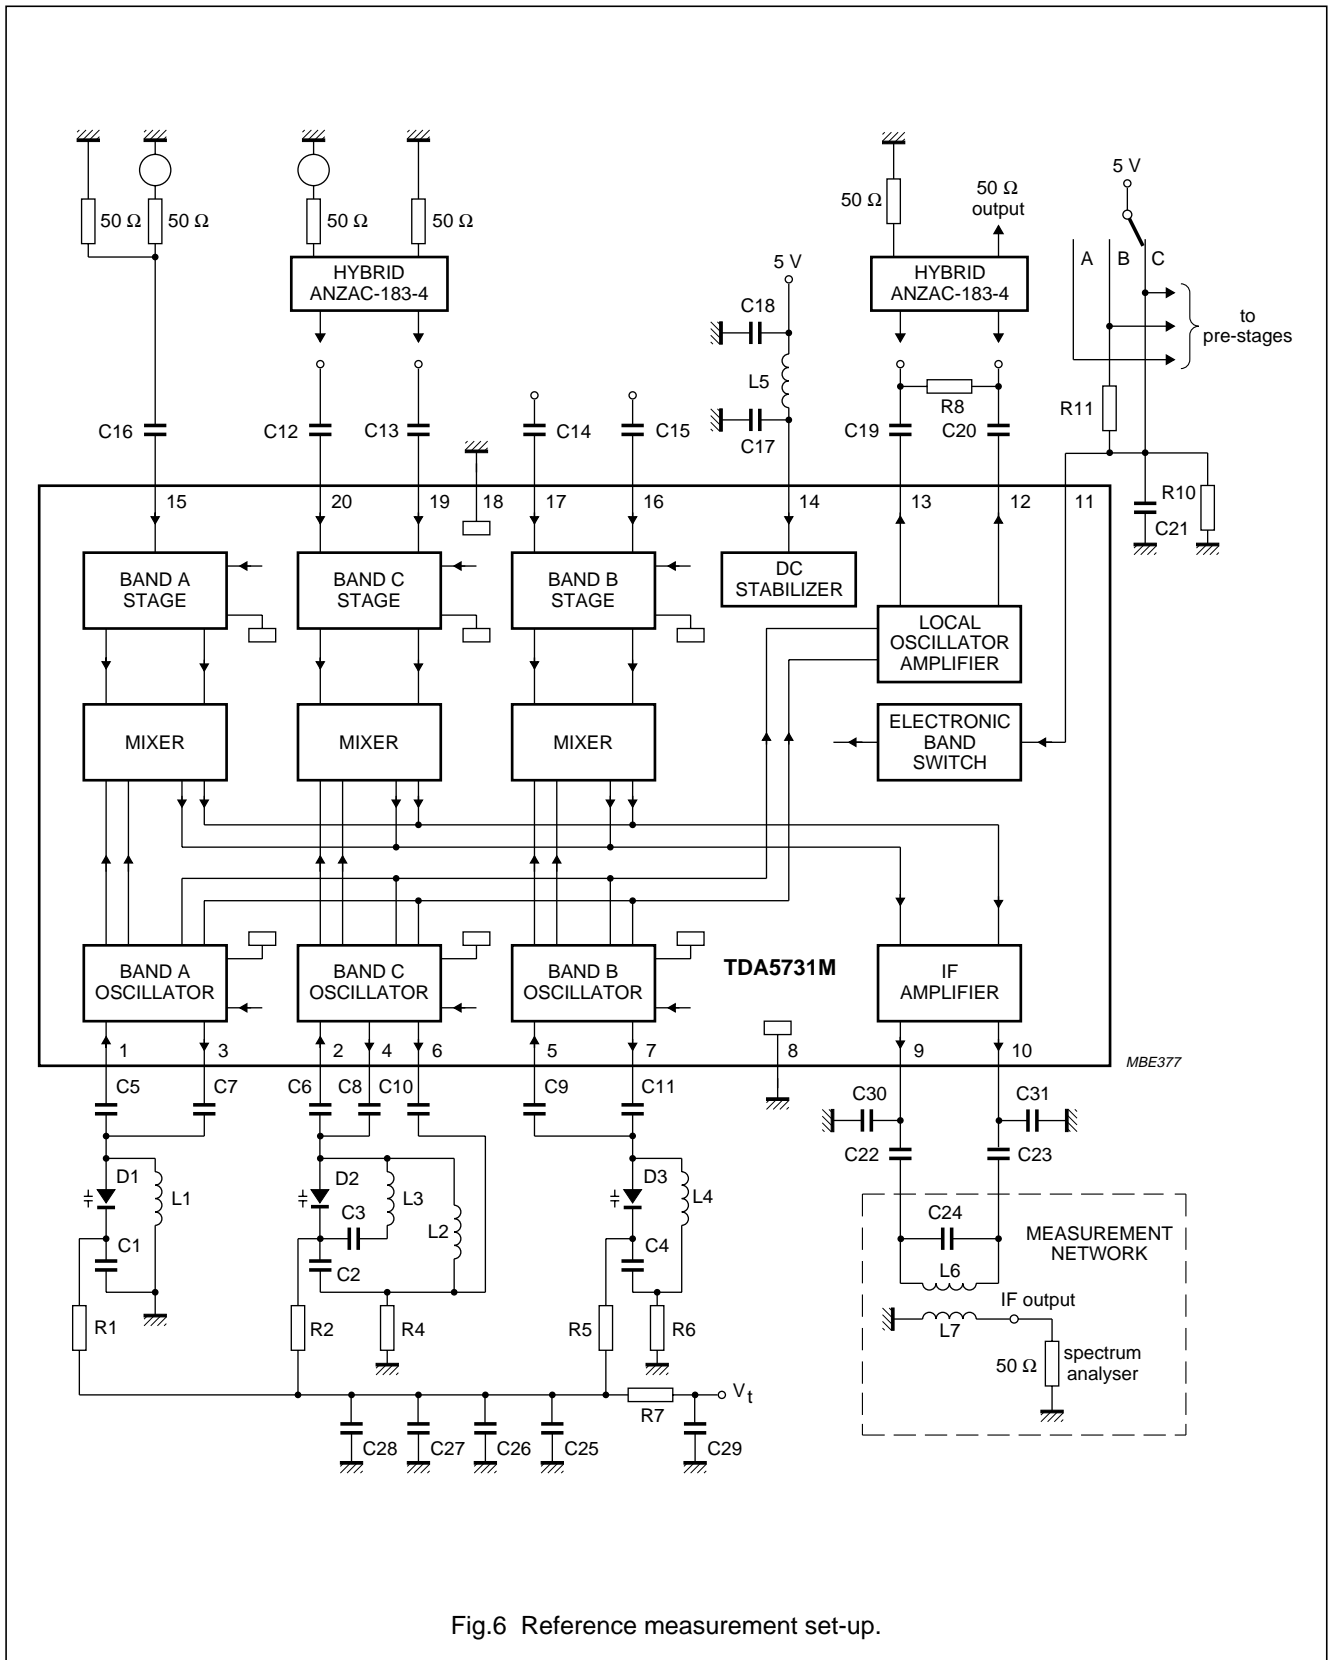 50 Ω
50 Ω
50 Ω
50 Ω
50 Ω
50 Ω
output
5 V
HYBRID
ANZAC-183-4
HYBRID
ANZAC-183-4
A
B
C
to
pre-stages
5 V
C18
L5
C17
R8
R11
C16
C12
C13
C14
C15
C19
C20
R10
C21
15
20
19
18
17
16
14
13
12
11
BAND A
STAGE
BAND C
STAGE
BAND B
STAGE
DC
STABILIZER
LOCAL
OSCILLATOR
AMPLIFIER
MIXER
MIXER
MIXER
ELECTRONIC
BAND
SWITCH
BAND A
OSCILLATOR
BAND C
OSCILLATOR
BAND B
OSCILLATOR
TDA5731M
IF
AMPLIFIER
1
3
2
4
6
5
7
8
9
10
MBE377
C5
C7
C6
C8
C10
C9
C11
C30
C31
C22
C23
D1
L1
D2
L3
C3
L2
D3
L4
C1
C2
C4
C24
MEASUREMENT
NETWORK
L6
IF output
L7
R1
R2
R4
R5
R6
50 Ω
spectrum
analyser
R7
Vt
C28
C27
C26
C25
C29
Fig.6 Reference measurement set-up.